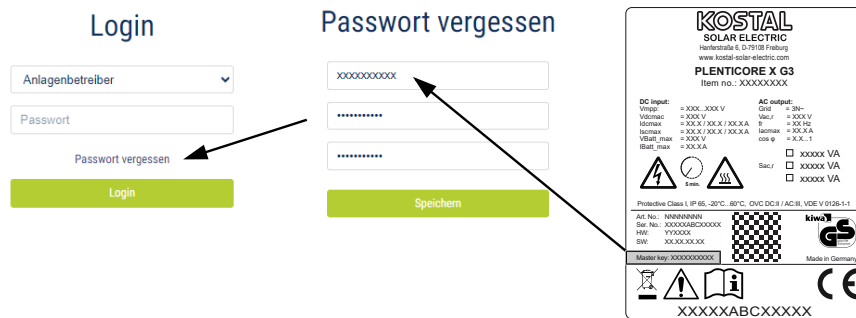 Login
Anlagenbetreiber
Passwort
Passwort vergessen
Login
Passwort vergessen
XXXXXXXXXX
•••••••••••
•••••••••••
Speichern
KOSTAL
SOLAR ELECTRIC
Hanferstraße 6, D-79108 Freiburg
www.kostal-solar-electric.com
PLENTICORE X G3
Item no.: XXXXXXXX
DC input:
Vmpp: = XXX...XXX V
Vdcmac = XXX V
Idcmax = XX.X / XX.X / XX.X A
Iscmax = XX.X / XX.X / XX.X A
VBatt_max = XXX V
IBatt_max = XX.X A
AC output:
Grid = 3N~
Vac,r = XXX V
fr = XX Hz
Iacmax = XX.X A
cos φ = X.X...1
Sac,r
☐ XXXXX VA
☐ XXXXX VA
☐ XXXXX VA
5 min.
Protective Class I, IP 65, -20°C...60°C, OVC DC:II / AC:III, VDE V 0126-1-1
Art. No.: NNNNNNNN
Ser. No.: XXXXXABCXXXXX
HW: YYXXXX
SW: XX.XX.XX.XX
Master key: XXXXXXXXXX
kiwa
GS
Made in Germany
CE
XXXXXABCXXXXX